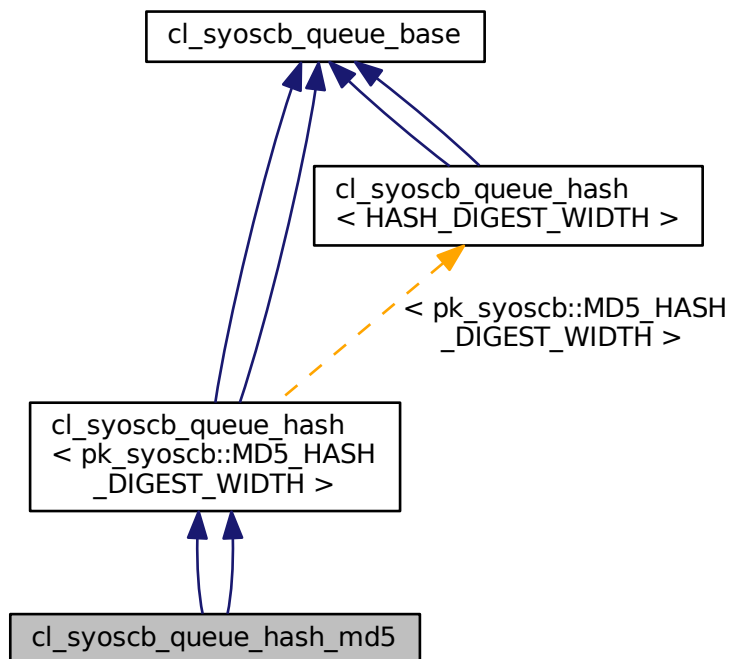 cl_syoscb_queue_base
cl_syoscb_queue_hash
< HASH_DIGEST_WIDTH >
< pk_syoscb::MD5_HASH
_DIGEST_WIDTH >
cl_syoscb_queue_hash
< pk_syoscb::MD5_HASH
_DIGEST_WIDTH >
cl_syoscb_queue_hash_md5